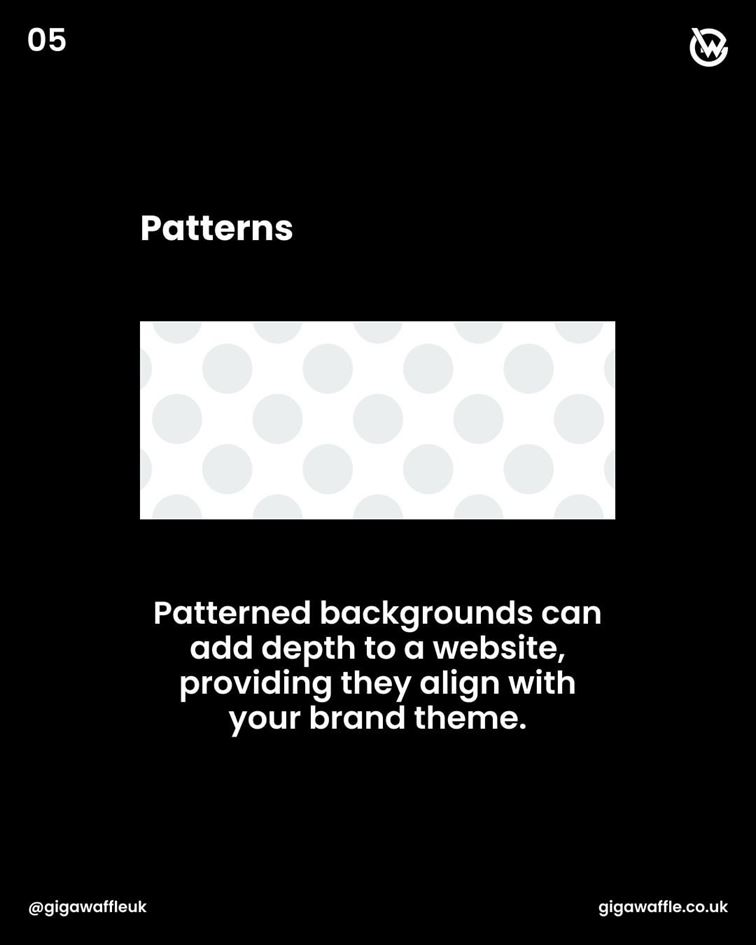 05
Patterns
Patterned backgrounds can
add depth to a website,
providing they align with
your brand theme.
@gigawaffleuk
gigawaffle.co.uk